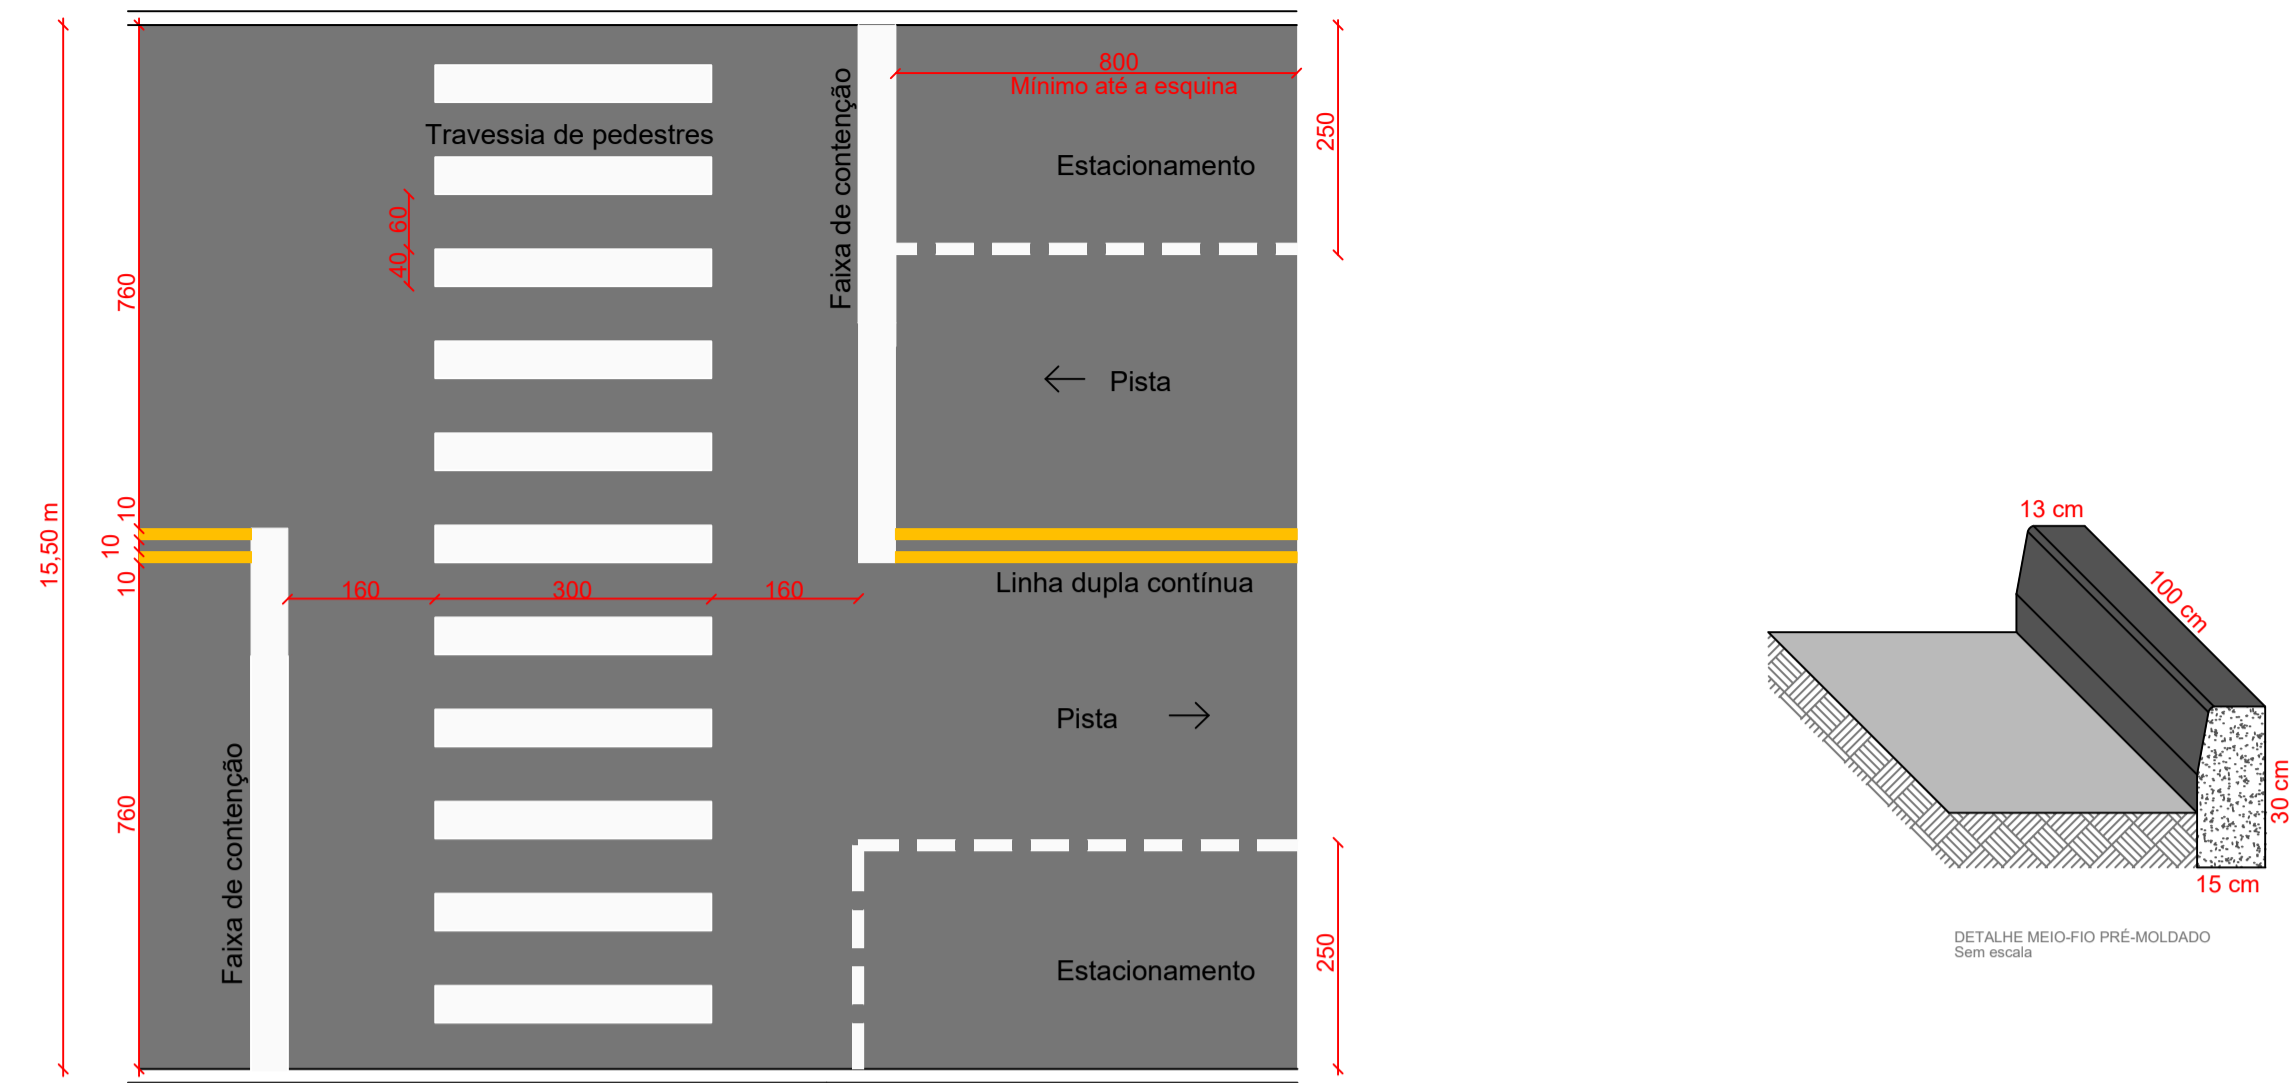 800
Mínimo até a esquina
250
Faixa de contenção
Travessia de pedestres
Estacionamento
60
40
760
Pista
10
10
10
15,50 m
160
300
160
Linha dupla contínua
Pista
760
Faixa de contenção
250
Estacionamento
13 cm
100 cm
30 cm
15 cm
DETALHE MEIO-FIO PRÉ-MOLDADO
Sem escala